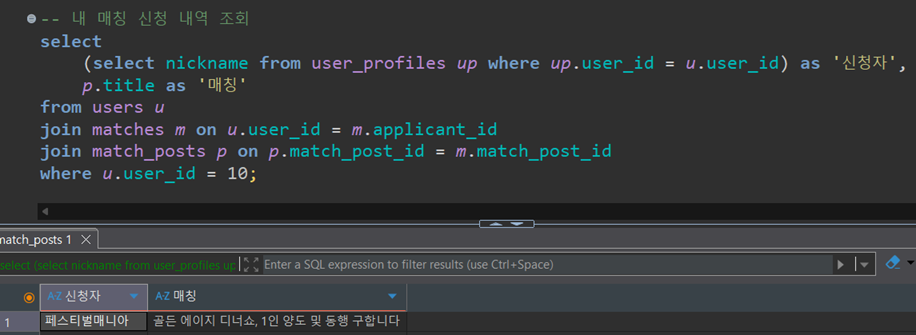 -- 내 매칭 신청 내역 조회
select
(select nickname from user_profiles up where up.user_id = u.user_id) as '신청자',
p.title as '매칭'
from users u
join matches m on u.user_id = m.applicant_id
join match_posts p on p.match_post_id = m.match_post_id
where u.user_id = 10;
match_posts 1
select (select nickname from user_profiles up Enter a SQL expression to filter results (use Ctrl+Space)
A-Z 신청자 A-Z 매칭
1 페스티벌매니아 골든 에이지 디너쇼, 1인 양도 및 동행 구합니다